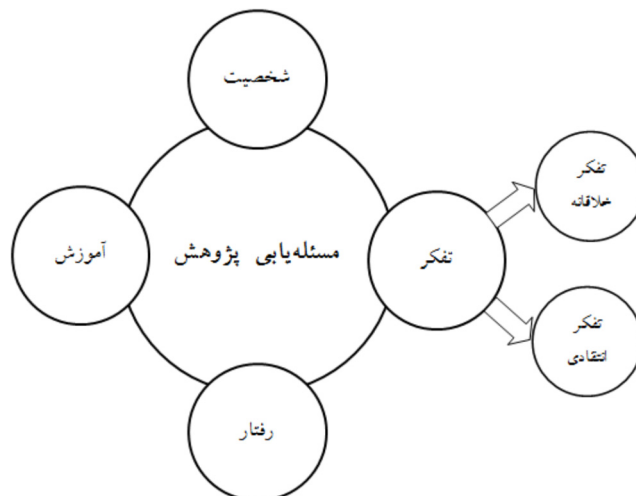 شخصیت
تفکر
خلاقانه
آموزش
مسئله‌یابی پژوهش
تفکر
تفکر
انتقادی
رفتار